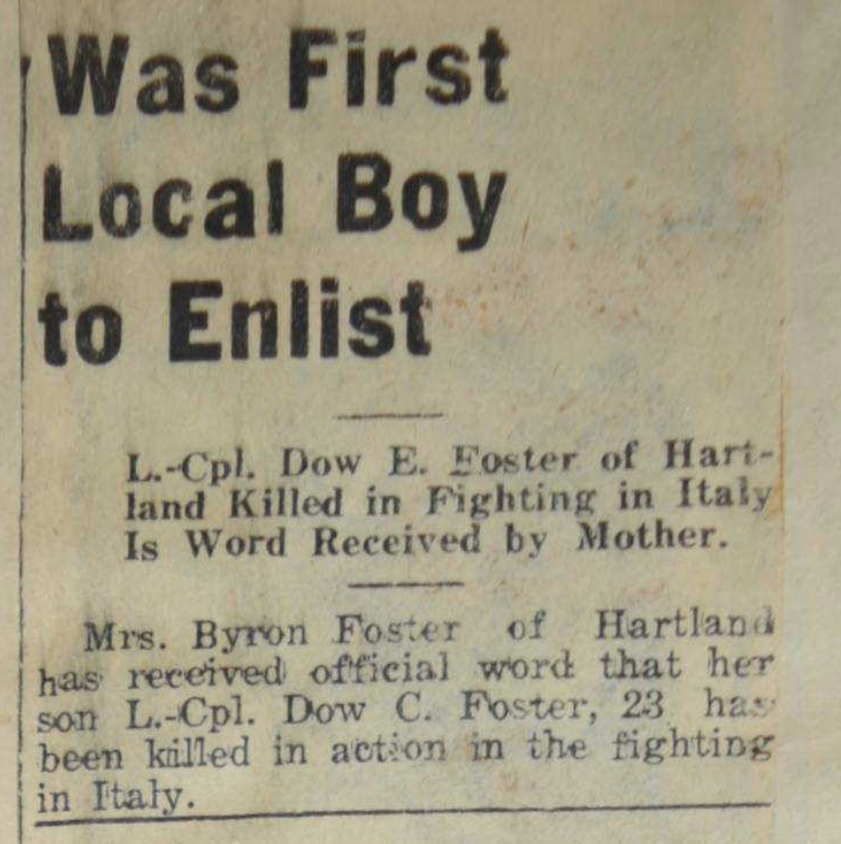 Was First
Local Boy
to Enlist
L.-Cpl. Dow E. Foster of Hart-
land Killed in Fighting in Italy
Is Word Received by Mother.
Mrs. Byron Foster of Hartland
has received official word that her
son L.-Cpl. Dow C. Foster, 23 has
been killed in action in the fighting
in Italy.